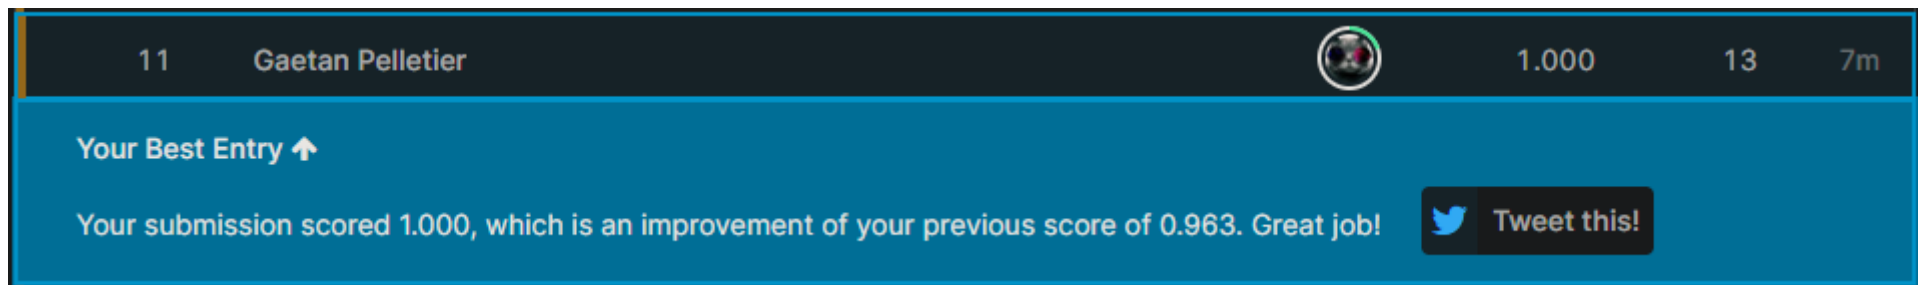 11 Gaetan Pelletier 1.000 13 7m
Your Best Entry
Your submission scored 1.000, which is an improvement of your previous score of 0.963. Great job! Tweet this!